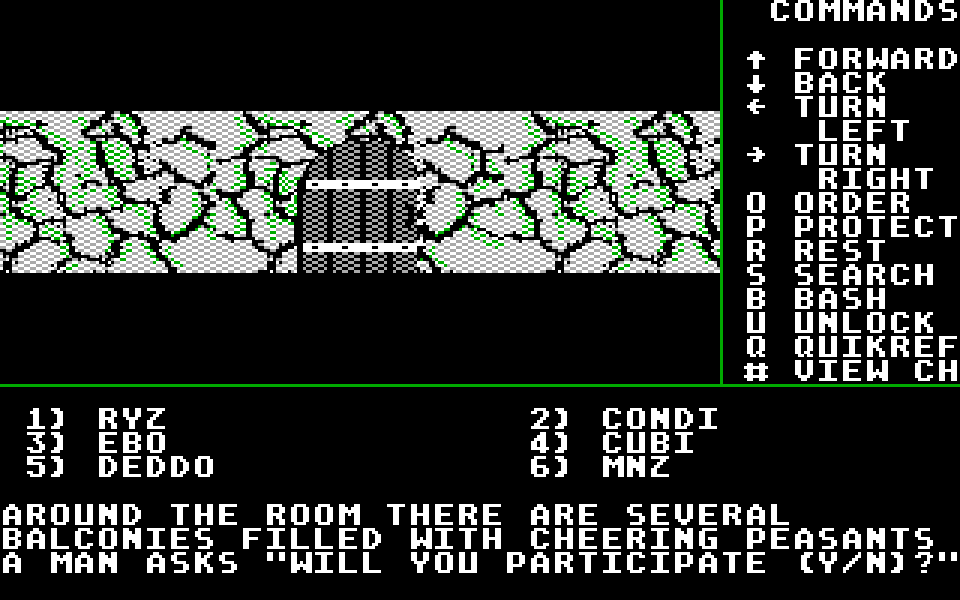 COMMANDS
↑ FORWARD
↓ BACK
← TURN
LEFT
→ TURN
RIGHT
O ORDER
P PROTECT
R REST
S SEARCH
B BASH
U UNLOCK
Q QUIKREF
# VIEW CH
1) RYZ 2) CONDI
3) EBO 4) CUBI
5) DEDDO 6) MNZ
AROUND THE ROOM THERE ARE SEVERAL
BALCONIES FILLED WITH CHEERING PEASANTS
A MAN ASKS "WILL YOU PARTICIPATE (Y/N)?"